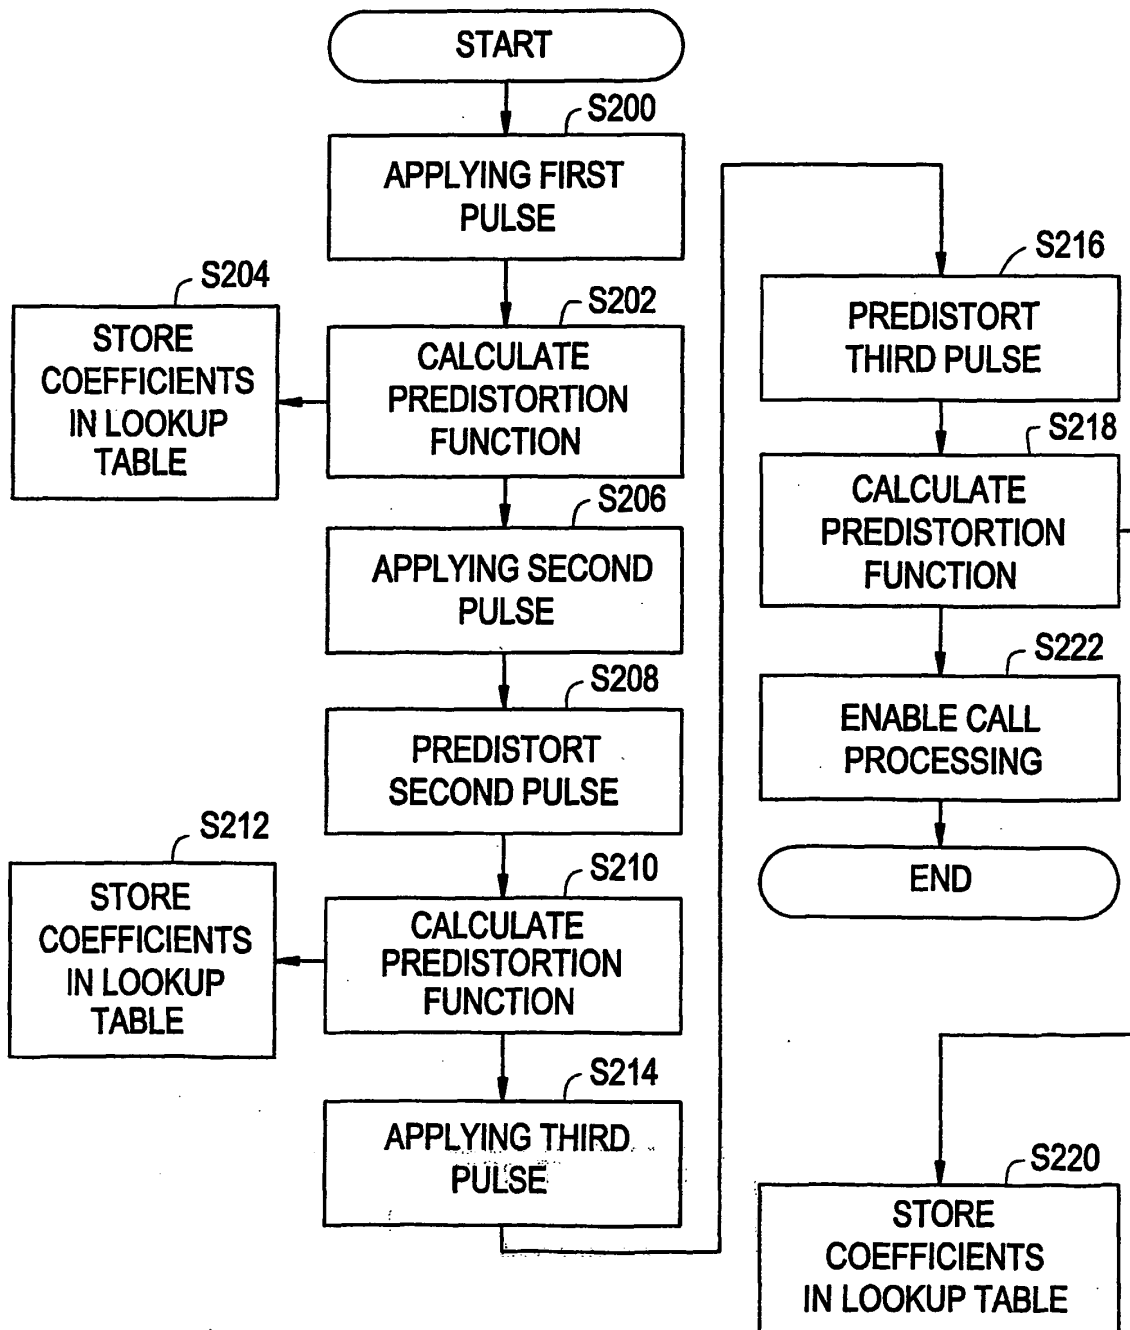 START
S200
APPLYING FIRST
PULSE
S202
CALCULATE
PREDISTORTION
FUNCTION
S204
STORE
COEFFICIENTS
IN LOOKUP
TABLE
S206
APPLYING SECOND
PULSE
S208
PREDISTORT
SECOND PULSE
S210
CALCULATE
PREDISTORTION
FUNCTION
S212
STORE
COEFFICIENTS
IN LOOKUP
TABLE
S214
APPLYING THIRD
PULSE
S216
PREDISTORT
THIRD PULSE
S218
CALCULATE
PREDISTORTION
FUNCTION
S222
ENABLE CALL
PROCESSING
END
S220
STORE
COEFFICIENTS
IN LOOKUP TABLE